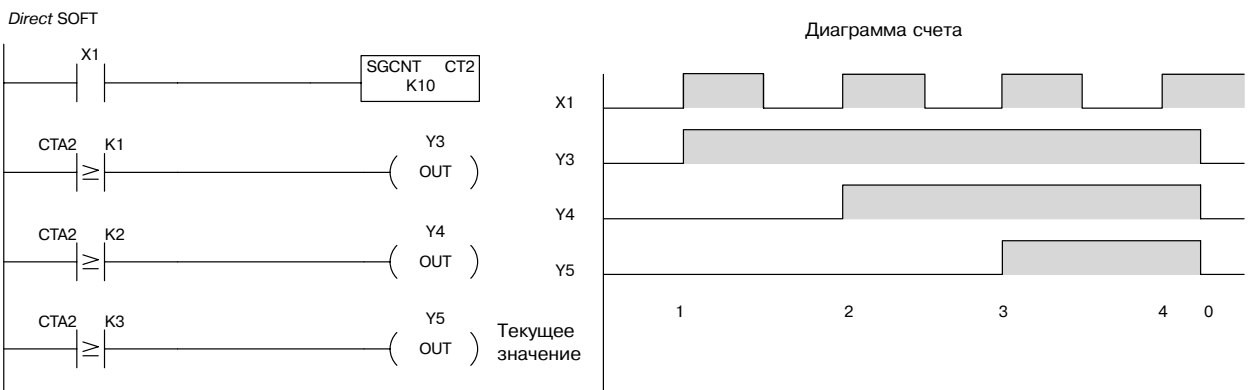 Direct SOFT
X1
SGCNT CT2
K10
CTA2 K1
≥
Y3
OUT
CTA2 K2
≥
Y4
OUT
CTA2 K3
≥
Y5
OUT
Диаграмма счета
X1
Y3
Y4
Y5
Текущее
значение
1 2 3 4 0